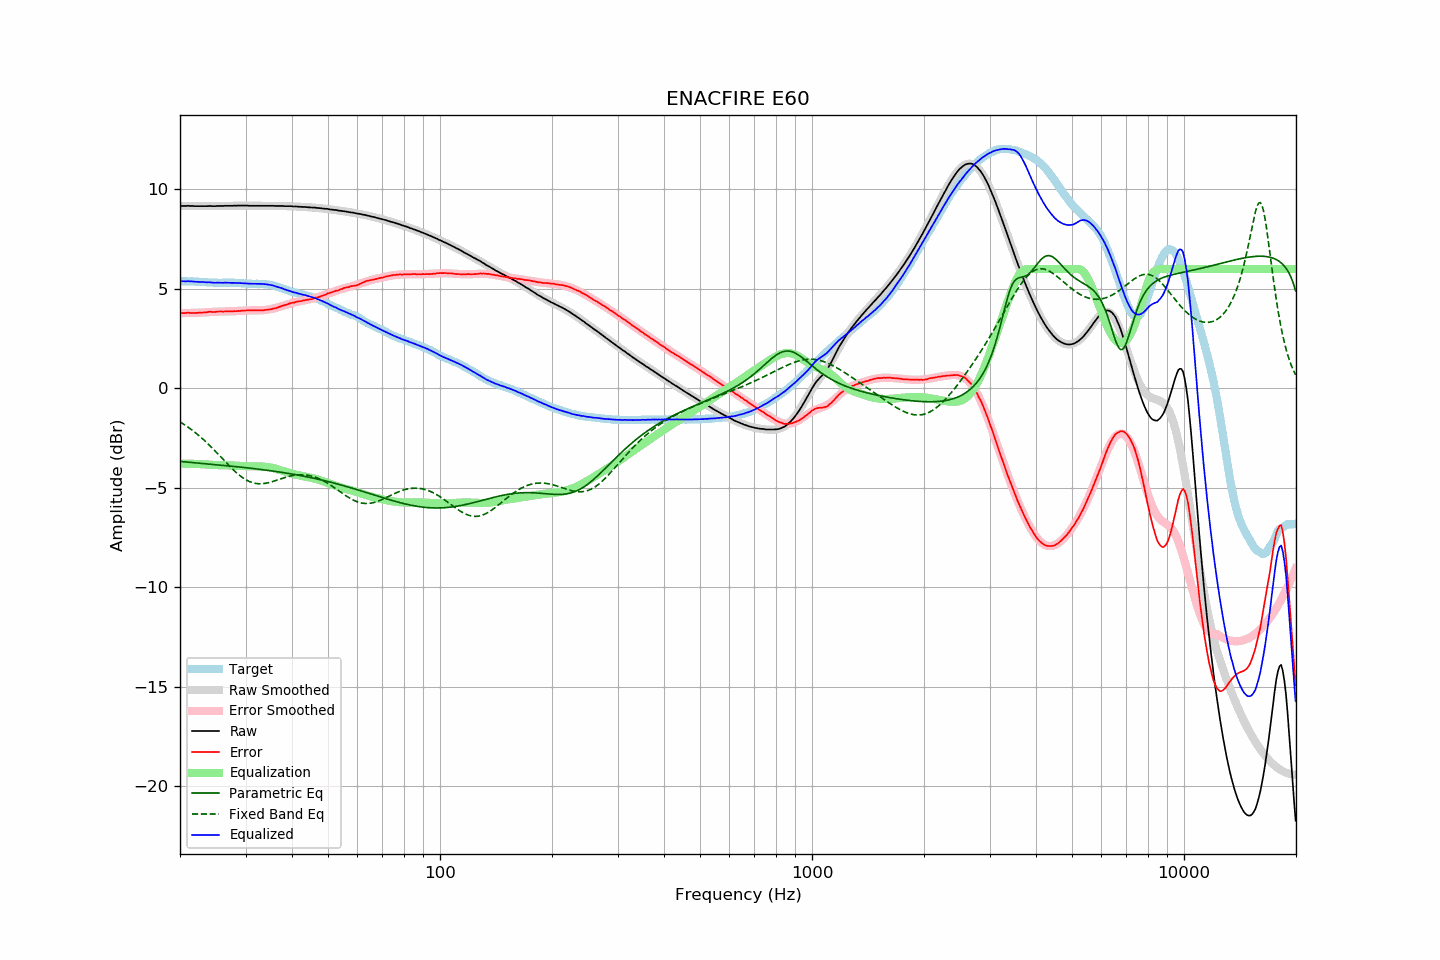 ENACFIRE E60
Amplitude (dBr)
10
5
0
−5
−10
−15
−20
Target
Raw Smoothed
Error Smoothed
Raw
Error
Equalization
Parametric Eq
Fixed Band Eq
Equalized
100
1000
10000
Frequency (Hz)